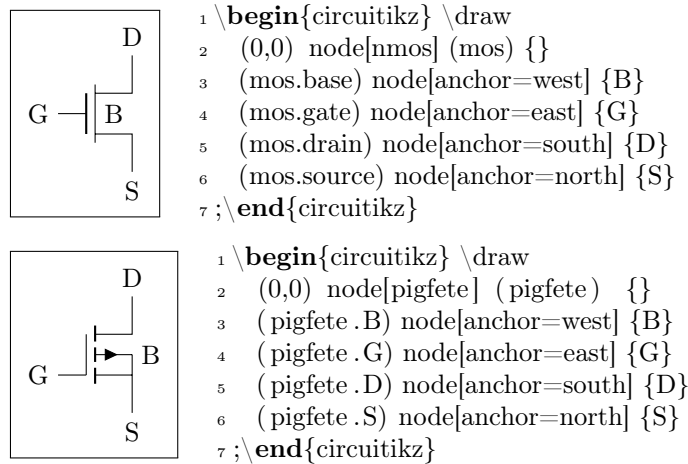 D
G
B
S
1 \begin{circuitikz} \draw
2 (0,0) node[nmos] (mos) {}
3 (mos.base) node[anchor=west] {B}
4 (mos.gate) node[anchor=east] {G}
5 (mos.drain) node[anchor=south] {D}
6 (mos.source) node[anchor=north] {S}
7 ;\end{circuitikz}
D
B
G
S
1 \begin{circuitikz} \draw
2 (0,0) node[pigfete] (pigfete) {}
3 (pigfete.B) node[anchor=west] {B}
4 (pigfete.G) node[anchor=east] {G}
5 (pigfete.D) node[anchor=south] {D}
6 (pigfete.S) node[anchor=north] {S}
7 ;\end{circuitikz}